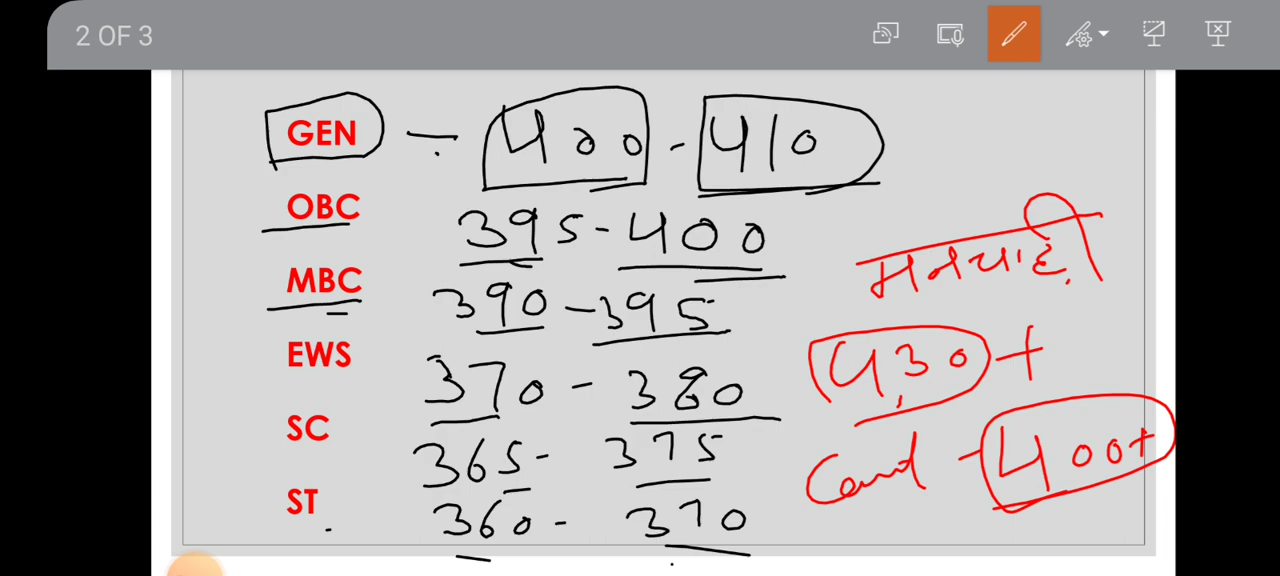 2 OF 3
GEN - 400 - 410
OBC 395 - 400
MBC 390 - 395
EWS 370 - 380
SC 365 - 375
ST 360 - 370
मनचाही
430+
- 400+